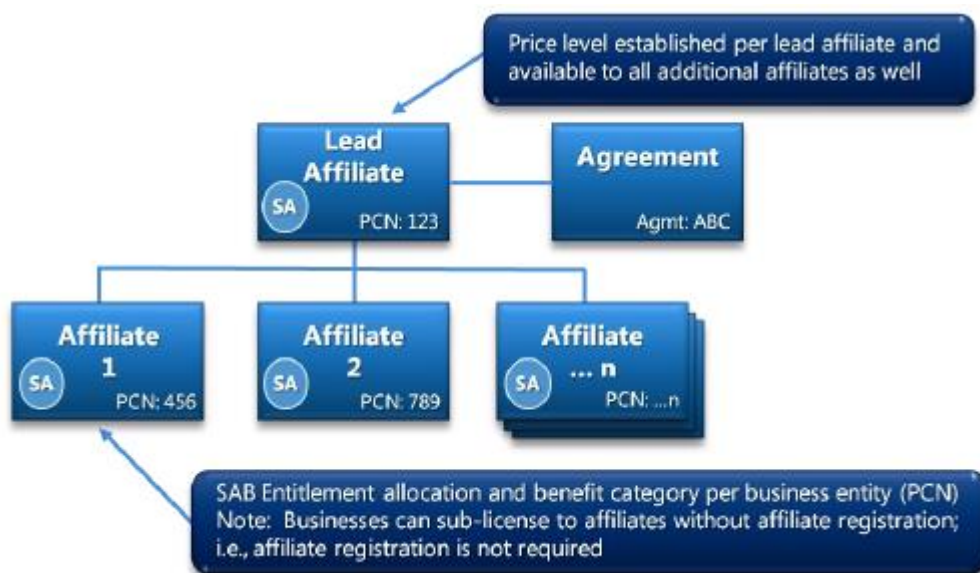 Price level established per lead affiliate and
available to all additional affiliates as well
Lead
Affiliate
SA
PCN: 123
Agreement
Agmt: ABC
Affiliate
1
SA
PCN: 456
Affiliate
2
SA
PCN: 789
Affiliate
... n
SA
PCN: ...n
SAB Entitlement allocation and benefit category per business entity (PCN)
Note: Businesses can sub-license to affiliates without affiliate registration;
i.e., affiliate registration is not required